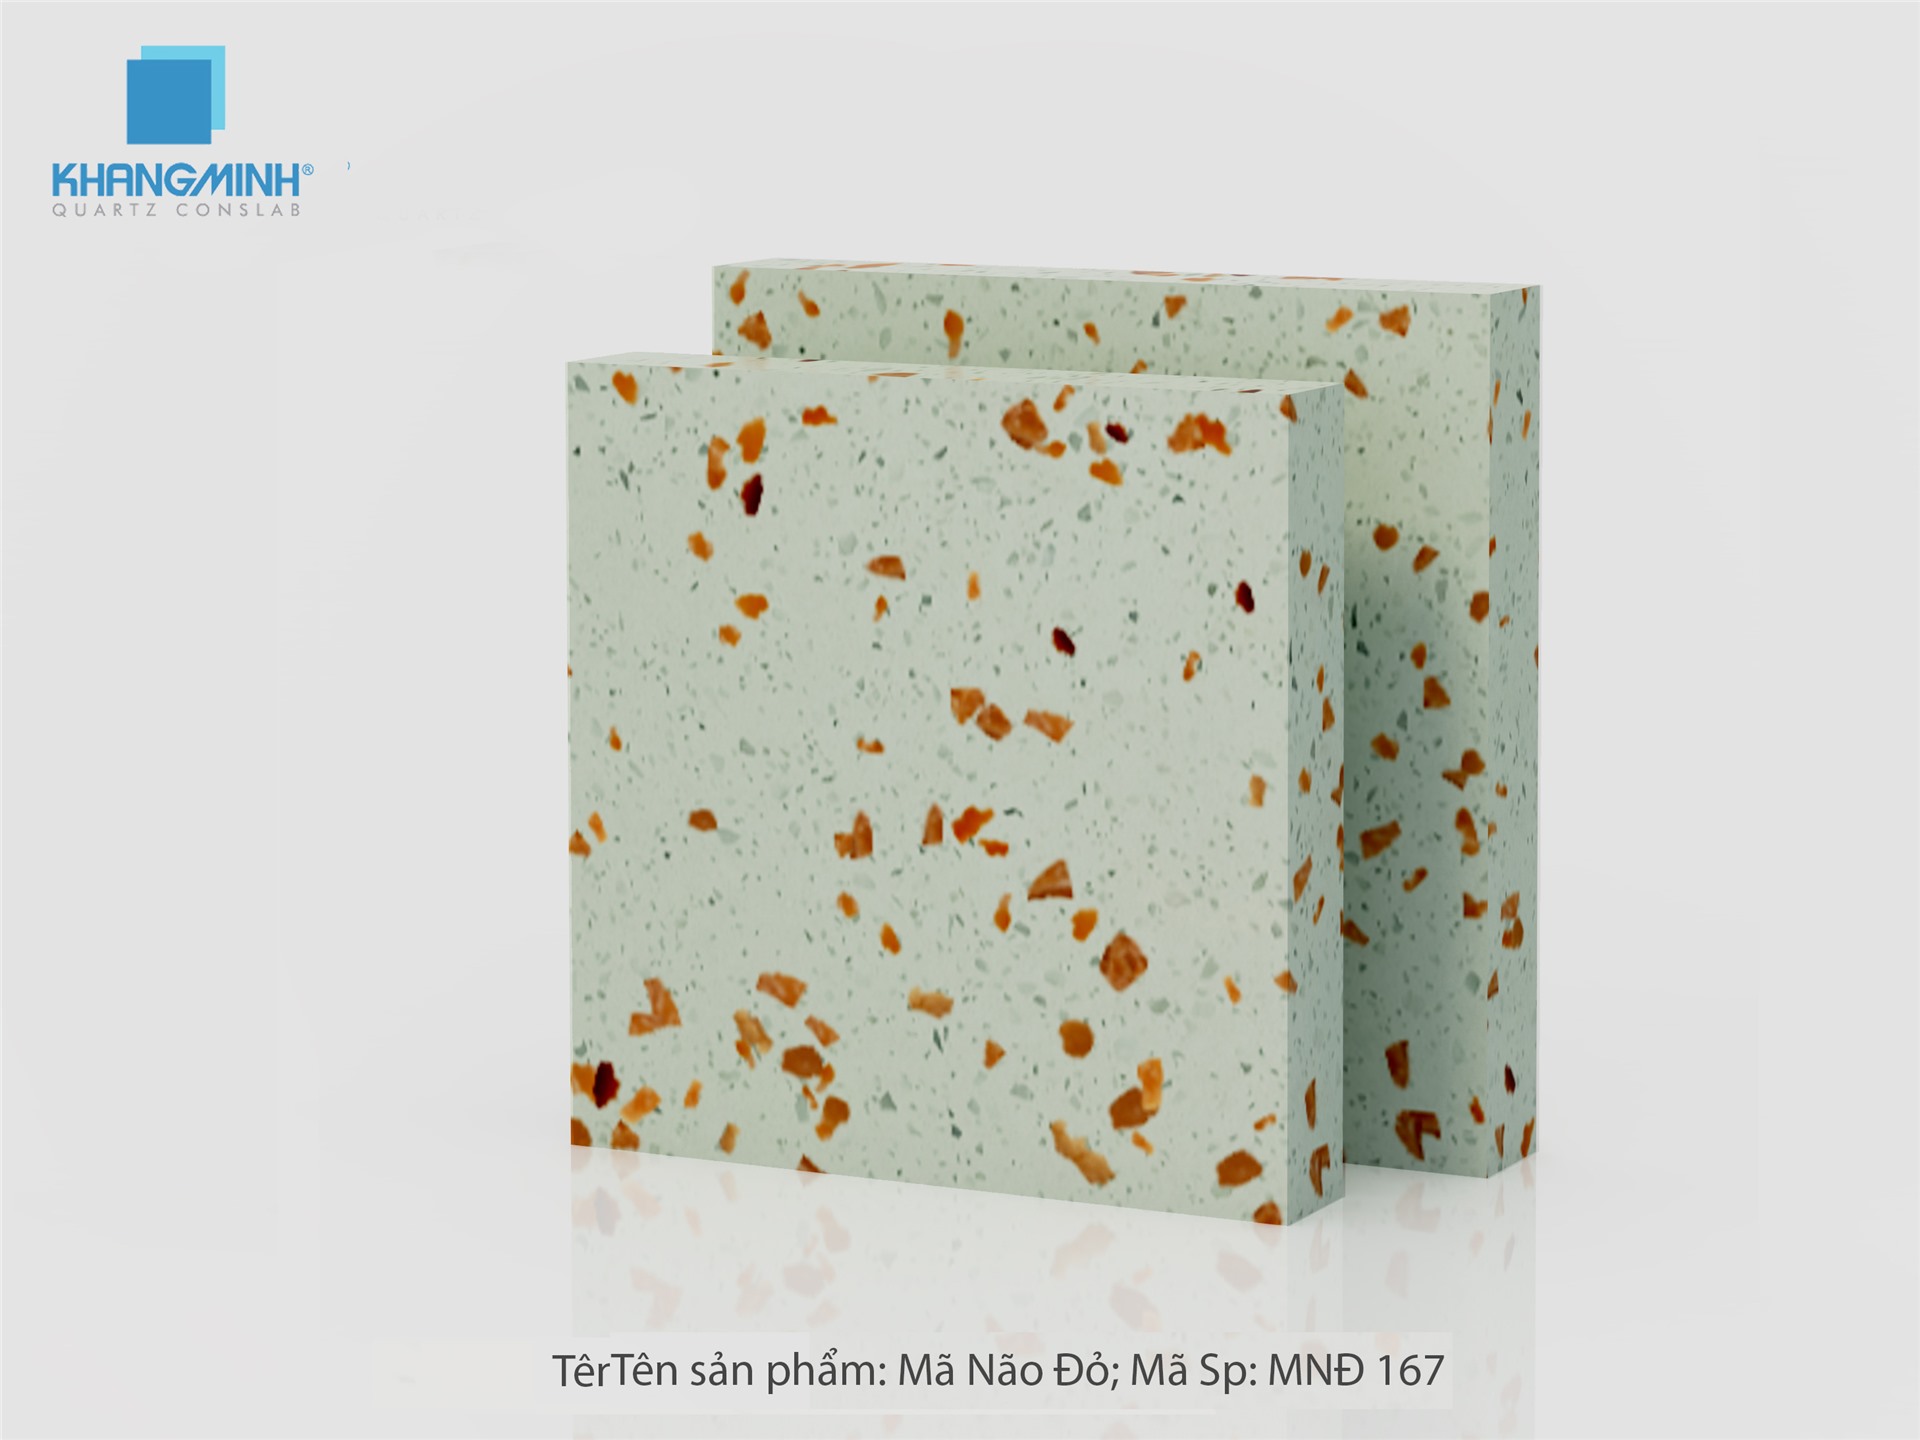 KHANGMINH®
QUARTZ CONSLAB
TêrTên sản phẩm: Mã Não Đỏ; Mã Sp: MNĐ 167